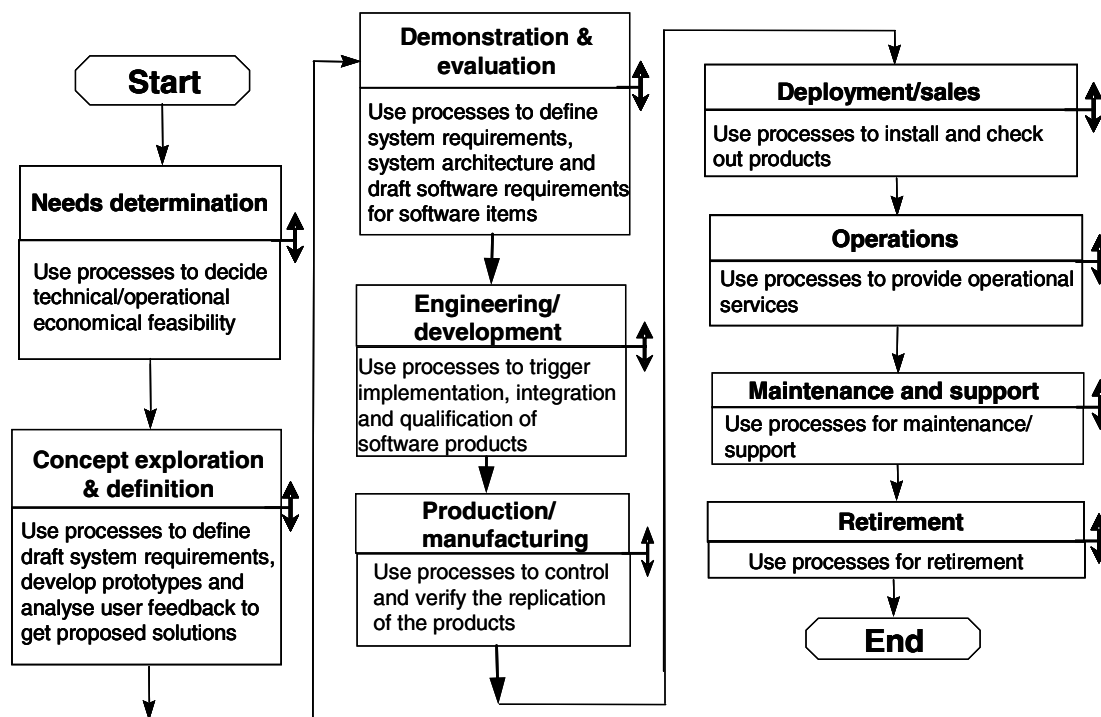 Start
Needs determination
Use processes to decide
technical/operational
economical feasibility
Concept exploration
& definition
Use processes to define
draft system requirements,
develop prototypes and
analyse user feedback to
get proposed solutions
Demonstration &
evaluation
Use processes to define
system requirements,
system architecture and
draft software requirements
for software items
Engineering/
development
Use processes to trigger
implementation, integration
and qualification of
software products
Production/
manufacturing
Use processes to control
and verify the replication
of the products
Deployment/sales
Use processes to install and check
out products
Operations
Use processes to provide operational
services
Maintenance and support
Use processes for maintenance/
support
Retirement
Use processes for retirement
End